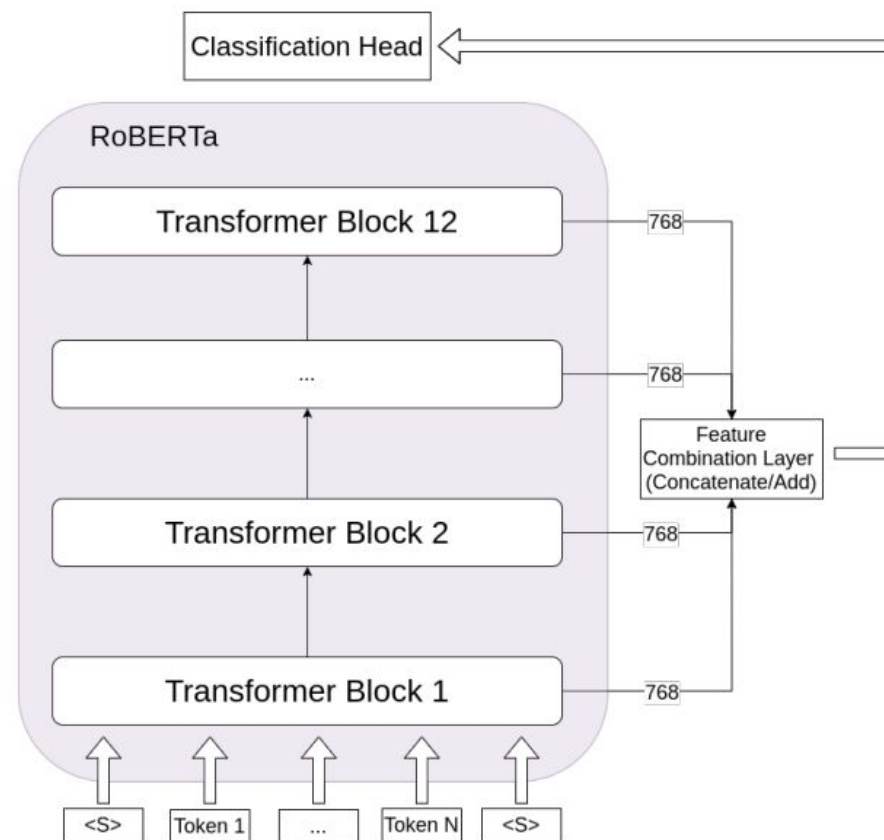 Classification Head
RoBERTa
Transformer Block 12
768
...
768
Feature
Combination Layer
(Concatenate/Add)
Transformer Block 2
768
Transformer Block 1
768
<S>
Token 1
...
Token N
<S>